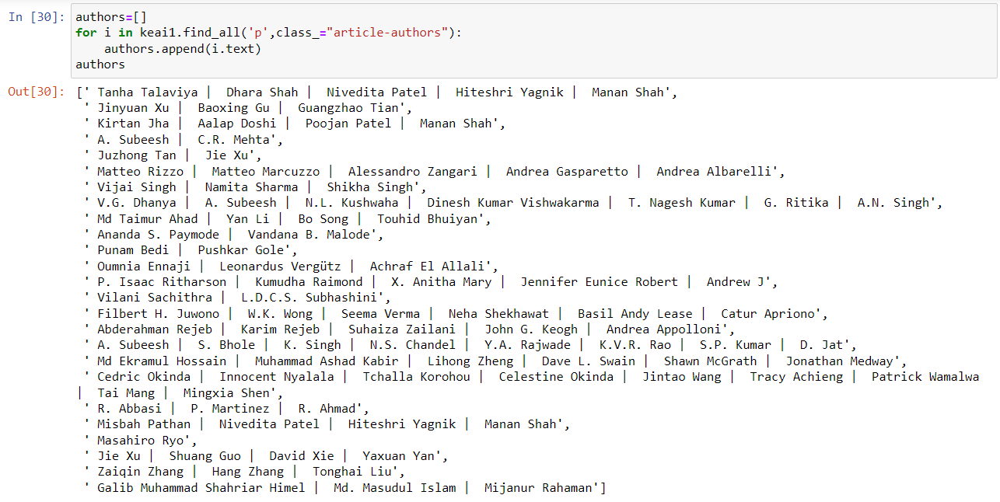 In [30]: authors=[]
for i in keai1.find_all('p',class_="article-authors"):
    authors.append(i.text)
authors
Out[30]: [' Tanha Talaviya |  Dhara Shah |  Nivedita Patel |  Hiteshri Yagnik |  Manan Shah',
' Jinyuan Xu |  Baoxing Gu |  Guangzhao Tian',
' Kirtan Jha |  Aalap Doshi |  Poojan Patel |  Manan Shah',
' A. Subeesh |  C.R. Mehta',
' Juzhong Tan |  Jie Xu',
' Matteo Rizzo |  Matteo Marcuzzo |  Alessandro Zangari |  Andrea Gasparetto |  Andrea Albarelli',
' Vijai Singh |  Namita Sharma |  Shikha Singh',
' V.G. Dhanya |  A. Subeesh |  N.L. Kushwaha |  Dinesh Kumar Vishwakarma |  T. Nagesh Kumar |  G. Ritika |  A.N. Singh',
' Md Taimur Ahad |  Yan Li |  Bo Song |  Touhid Bhuiyan',
' Ananda S. Paymode |  Vandana B. Malode',
' Punam Bedi |  Pushkar Gole',
' Oumnia Ennaji |  Leonardus Vergütz |  Achraf El Allali',
' P. Isaac Ritharson |  Kumudha Raimond |  X. Anitha Mary |  Jennifer Eunice Robert |  Andrew J',
' Vilani Sachithra |  L.D.C.S. Subhashini',
' Filbert H. Juwono |  W.K. Wong |  Seema Verma |  Neha Shekhawat |  Basil Andy Lease |  Catur Apriono',
' Abderahman Rejeb |  Karim Rejeb |  Suhaiza Zailani |  John G. Keogh |  Andrea Appolloni',
' A. Subeesh |  S. Bhole |  K. Singh |  N.S. Chandel |  Y.A. Rajwade |  K.V.R. Rao |  S.P. Kumar |  D. Jat',
' Md Ekramul Hossain |  Muhammad Ashad Kabir |  Lihong Zheng |  Dave L. Swain |  Shawn McGrath |  Jonathan Medway',
' Cedric Okinda |  Innocent Nyalala |  Tchalla Korohou |  Celestine Okinda |  Jintao Wang |  Tracy Achieng |  Patrick Wamalwa
|  Tai Mang |  Mingxia Shen',
' R. Abbasi |  P. Martinez |  R. Ahmad',
' Misbah Pathan |  Nivedita Patel |  Hiteshri Yagnik |  Manan Shah',
' Masahiro Ryo',
' Jie Xu |  Shuang Guo |  David Xie |  Yaxuan Yan',
' Zaiqin Zhang |  Hang Zhang |  Tonghai Liu',
' Galib Muhammad Shahriar Himel |  Md. Masudul Islam |  Mijanur Rahaman']